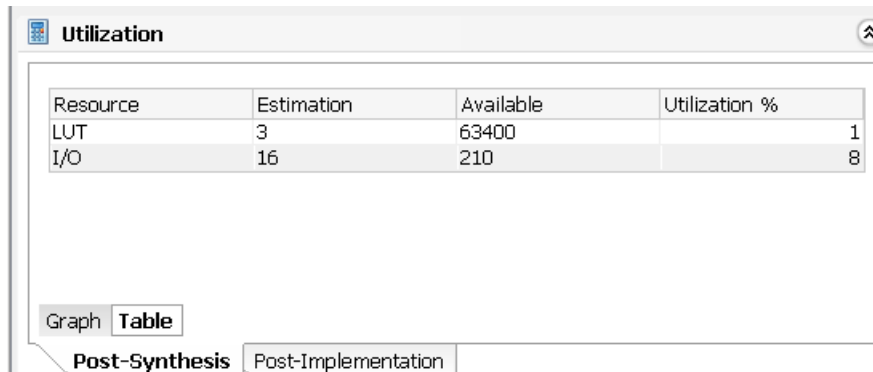 Utilization
Resource Estimation Available Utilization %
LUT 3 63400 1
I/O 16 210 8
Graph Table
Post-Synthesis Post-Implementation